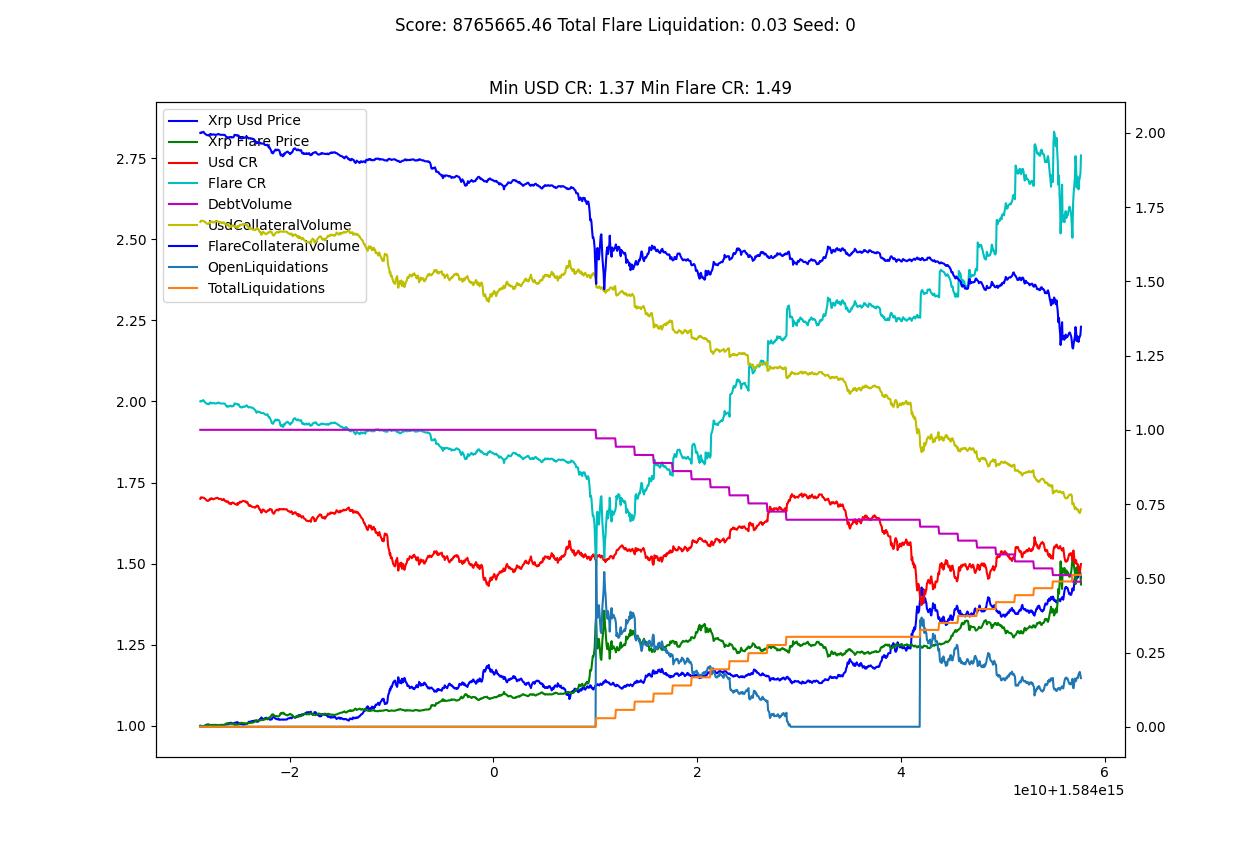 Score: 8765665.46 Total Flare Liquidation: 0.03 Seed: 0
Min USD CR: 1.37 Min Flare CR: 1.49
Xrp Usd Price
Xrp Flare Price
Usd CR
Flare CR
DebtVolume
UsdCollateralVolume
FlareCollateralVolume
OpenLiquidations
TotalLiquidations
2.75
2.50
2.25
2.00
1.75
1.50
1.25
1.00
2.00
1.75
1.50
1.25
1.00
0.75
0.50
0.25
0.00
−2 0 2 4 6
1e10+1.584e15